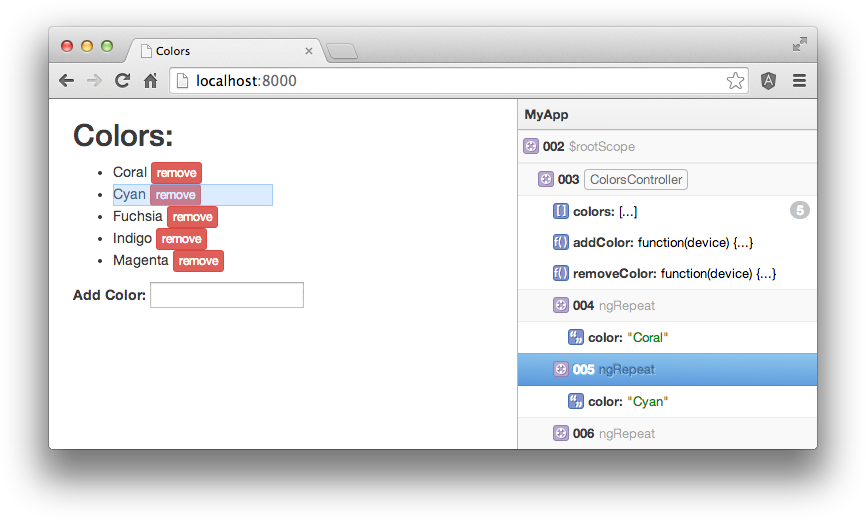 Colors
localhost:8000
Colors:
Coral remove
Cyan remove
Fuchsia remove
Indigo remove
Magenta remove
Add Color:
MyApp
002 $rootScope
003 ColorsController
[ ] colors: [...] 5
f() addColor: function(device) {...}
f() removeColor: function(device) {...}
004 ngRepeat
color: "Coral"
005 ngRepeat
color: "Cyan"
006 ngRepeat